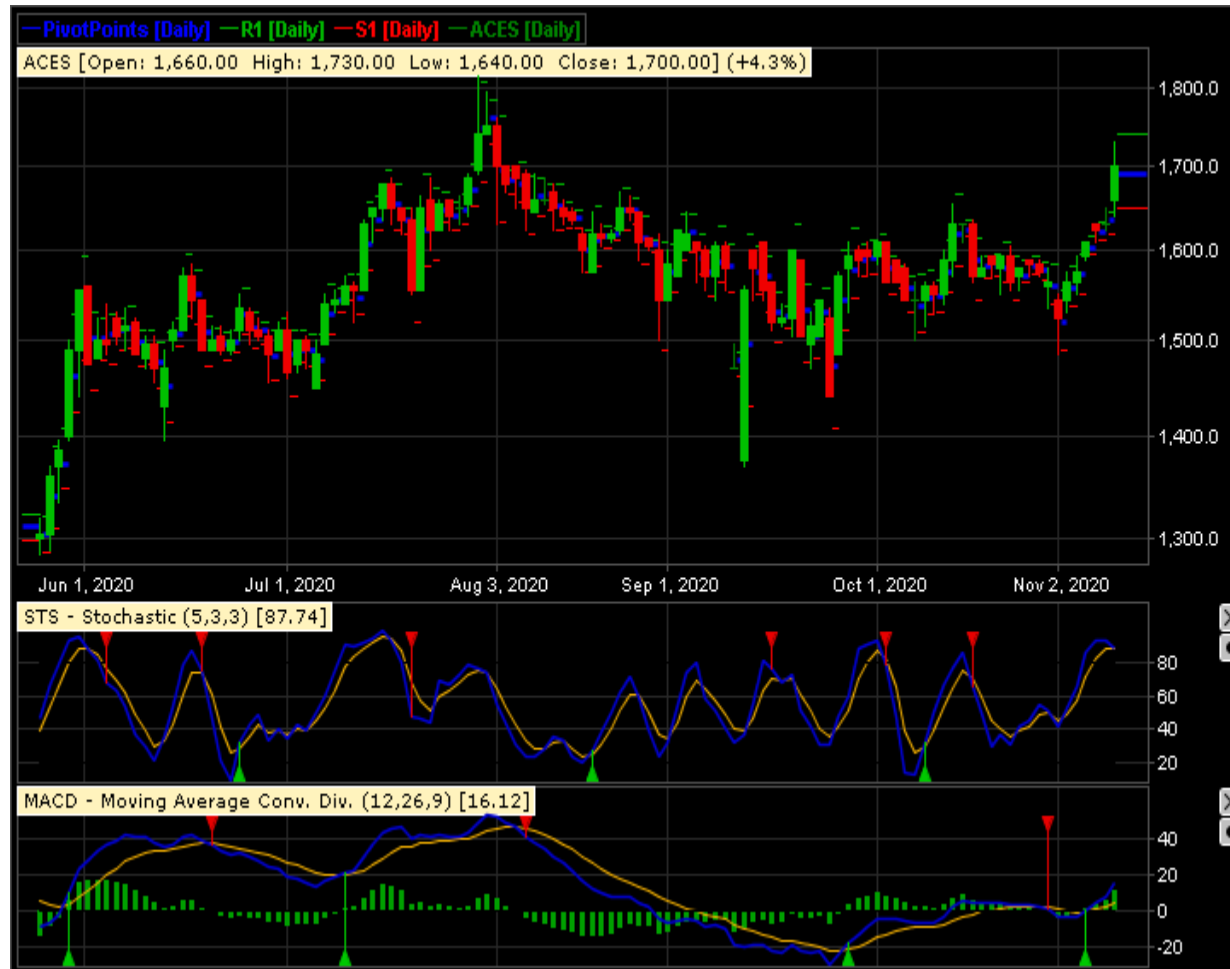 PivotPoints [Daily] R1 [Daily] S1 [Daily] ACES [Daily]
ACES [Open: 1,660.00 High: 1,730.00 Low: 1,640.00 Close: 1,700.00] (+4.3%)
1,800.0
1,700.0
1,600.0
1,500.0
1,400.0
1,300.0
Jun 1, 2020 Jul 1, 2020 Aug 3, 2020 Sep 1, 2020 Oct 1, 2020 Nov 2, 2020
STS - Stochastic (5,3,3) [87.74]
80
60
40
20
MACD - Moving Average Conv. Div. (12,26,9) [16.12]
40
20
0
-20